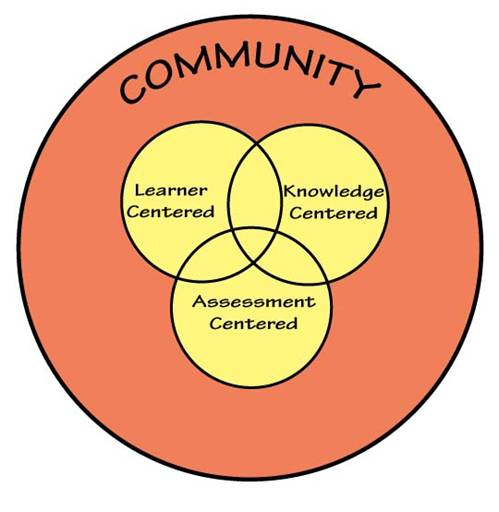 COMMUNITY
Learner
Centered
Knowledge
Centered
Assessment
Centered